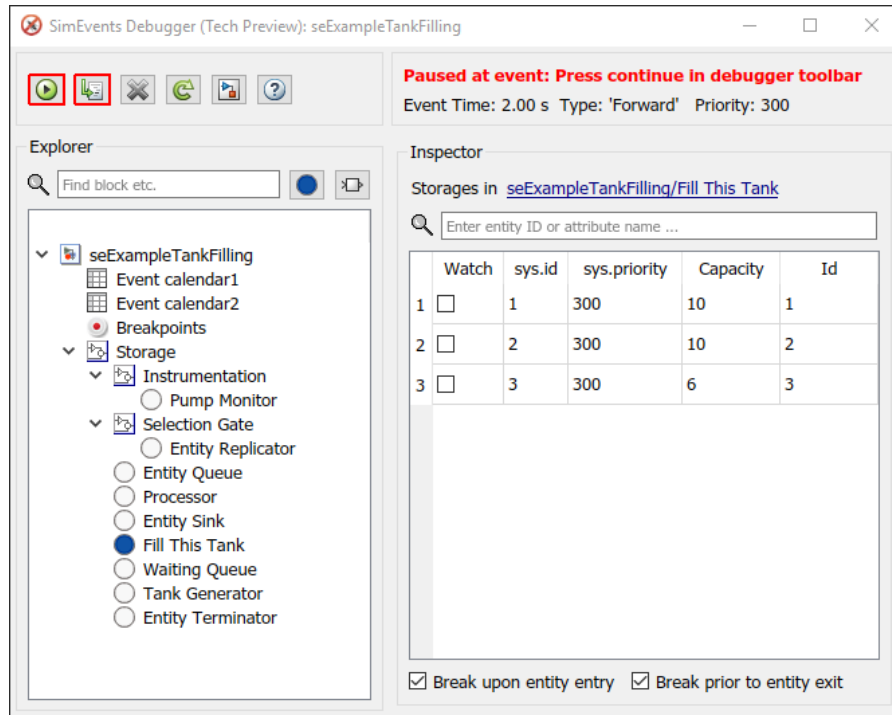 SimEvents Debugger (Tech Preview): seExampleTankFilling
Paused at event: Press continue in debugger toolbar
Event Time: 2.00 s Type: 'Forward' Priority: 300
Explorer
Find block etc.
seExampleTankFilling
Event calendar1
Event calendar2
Breakpoints
Storage
Instrumentation
Pump Monitor
Selection Gate
Entity Replicator
Entity Queue
Processor
Entity Sink
Fill This Tank
Waiting Queue
Tank Generator
Entity Terminator
Inspector
Storages in seExampleTankFilling/Fill This Tank
Enter entity ID or attribute name ...
Watch sys.id sys.priority Capacity Id
1 1 300 10 1
2 2 300 10 2
3 3 300 6 3
Break upon entity entry Break prior to entity exit